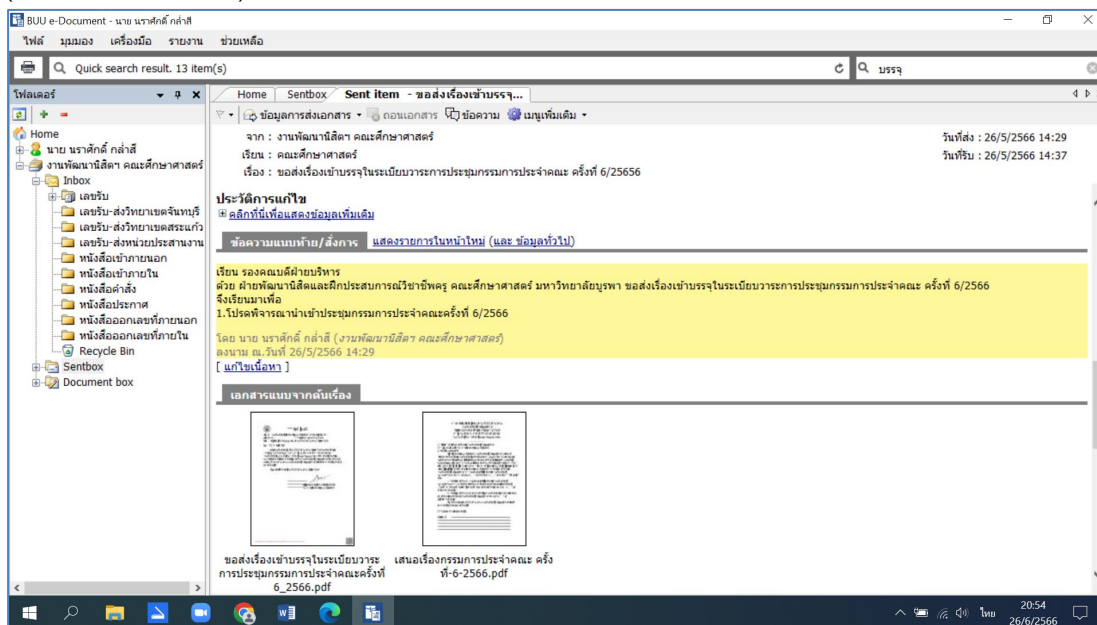 BUU e-Document - นาย นราศักดิ์ กล่ำสี
ไฟล์ มุมมอง เครื่องมือ รายงาน ช่วยเหลือ
Quick search result. 13 item(s)
บรรจุ
โฟลเดอร์
Home Sentbox Sent item - ขอส่งเรื่องเข้าบรรจุ...
ข้อมูลการส่งเอกสาร ถอนเอกสาร ข้อความ เมนูเพิ่มเติม
Home
นาย นราศักดิ์ กล่ำสี
งานพัฒนานิสิตฯ คณะศึกษาศาสตร์
Inbox
เลขรับ
เลขรับ-ส่งวิทยาเขตจันทบุรี
เลขรับ-ส่งวิทยาเขตสระแก้ว
เลขรับ-ส่งหน่วยประสานงาน
หนังสือเข้าภายนอก
หนังสือเข้าภายใน
หนังสือคำสั่ง
หนังสือประกาศ
หนังสือออกเลขที่ภายนอก
หนังสือออกเลขที่ภายใน
Recycle Bin
Sentbox
Document box
จาก : งานพัฒนานิสิตฯ คณะศึกษาศาสตร์
วันที่ส่ง : 26/5/2566 14:29
เรียน : คณะศึกษาศาสตร์
วันที่รับ : 26/5/2566 14:37
เรื่อง : ขอส่งเรื่องเข้าบรรจุในระเบียบวาระการประชุมกรรมการประจำคณะ ครั้งที่ 6/25656
ประวัติการแก้ไข
คลิกที่นี่เพื่อแสดงข้อมูลเพิ่มเติม
ข้อความแนบท้าย/สั่งการ แสดงรายการในหน้าใหม่ (และ ข้อมูลทั่วไป)
เรียน รองคณบดีฝ่ายบริหาร
ด้วย ฝ่ายพัฒนานิสิตและฝึกประสบการณ์วิชาชีพครู คณะศึกษาศาสตร์ มหาวิทยาลัยบูรพา ขอส่งเรื่องเข้าบรรจุในระเบียบวาระการประชุมกรรมการประจำคณะ ครั้งที่ 6/2566
จึงเรียนมาเพื่อ
1.โปรดพิจารณานำเข้าประชุมกรรมการประจำคณะครั้งที่ 6/2566
โดย นาย นราศักดิ์ กล่ำสี (งานพัฒนานิสิตฯ คณะศึกษาศาสตร์)
ลงนาม ณ.วันที่ 26/5/2566 14:29
[ แก้ไขเนื้อหา ]
เอกสารแนบจากต้นเรื่อง
ขอส่งเรื่องเข้าบรรจุในระเบียบวาระ
การประชุมกรรมการประจำคณะครั้งที่
6_2566.pdf
เสนอเรื่องกรรมการประจำคณะ ครั้ง
ที่-6-2566.pdf
ไทย
20:54
26/6/2566